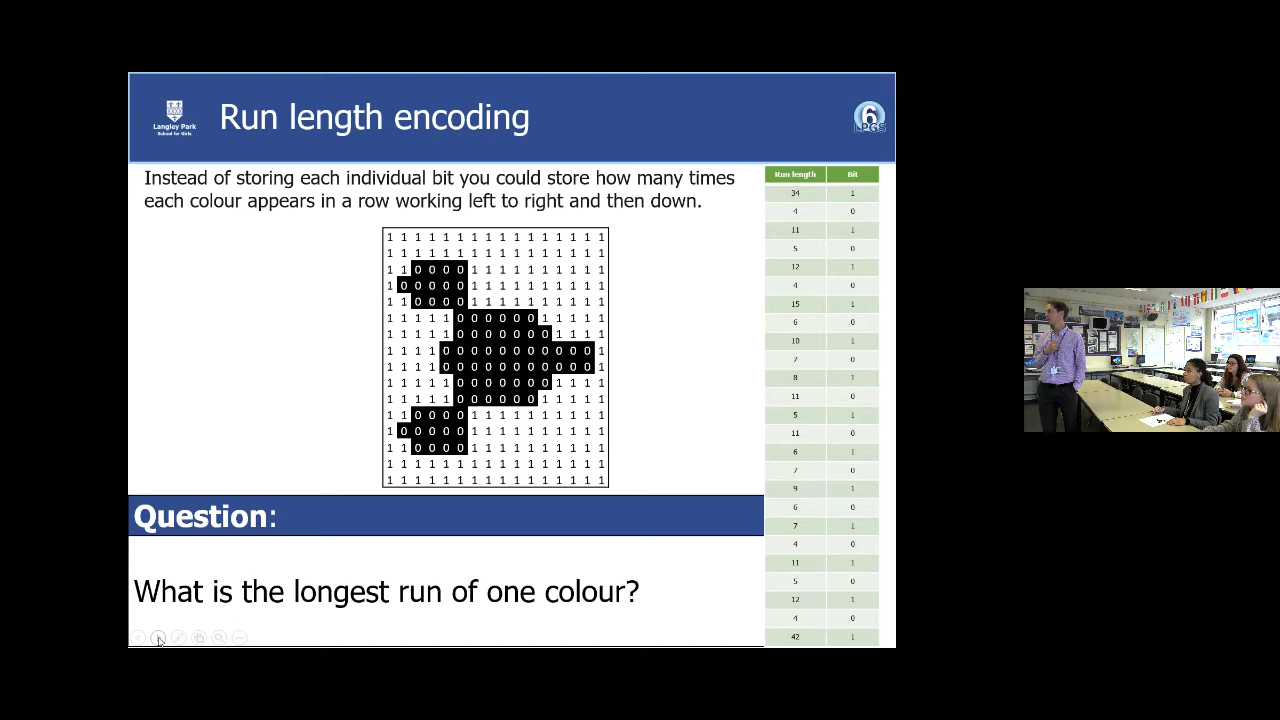 Langley Park
School for Girls
Run length encoding
6
LPGS
Instead of storing each individual bit you could store how many times
each colour appears in a row working left to right and then down.
1 1 1 1 1 1 1 1 1 1 1 1 1 1 1 1
1 1 1 1 1 1 1 1 1 1 1 1 1 1 1 1
1 1 0 0 0 0 1 1 1 1 1 1 1 1 1 1
1 0 0 0 0 0 1 1 1 1 1 1 1 1 1 1
1 1 0 0 0 0 1 1 1 1 1 1 1 1 1 1
1 1 1 1 1 0 0 0 0 0 0 1 1 1 1 1
1 1 1 1 1 0 0 0 0 0 0 0 1 1 1 1
1 1 1 1 0 0 0 0 0 0 0 0 0 0 0 1
1 1 1 1 0 0 0 0 0 0 0 0 0 0 0 1
1 1 1 1 1 0 0 0 0 0 0 0 1 1 1 1
1 1 1 1 1 0 0 0 0 0 0 1 1 1 1 1
1 1 0 0 0 0 1 1 1 1 1 1 1 1 1 1
1 0 0 0 0 0 1 1 1 1 1 1 1 1 1 1
1 1 0 0 0 0 1 1 1 1 1 1 1 1 1 1
1 1 1 1 1 1 1 1 1 1 1 1 1 1 1 1
1 1 1 1 1 1 1 1 1 1 1 1 1 1 1 1
Question:
What is the longest run of one colour?
Run length Bit
34 1
4 0
11 1
5 0
12 1
4 0
15 1
6 0
10 1
7 0
8 1
11 0
5 1
11 0
6 1
7 0
9 1
6 0
7 1
4 0
11 1
5 0
12 1
4 0
42 1